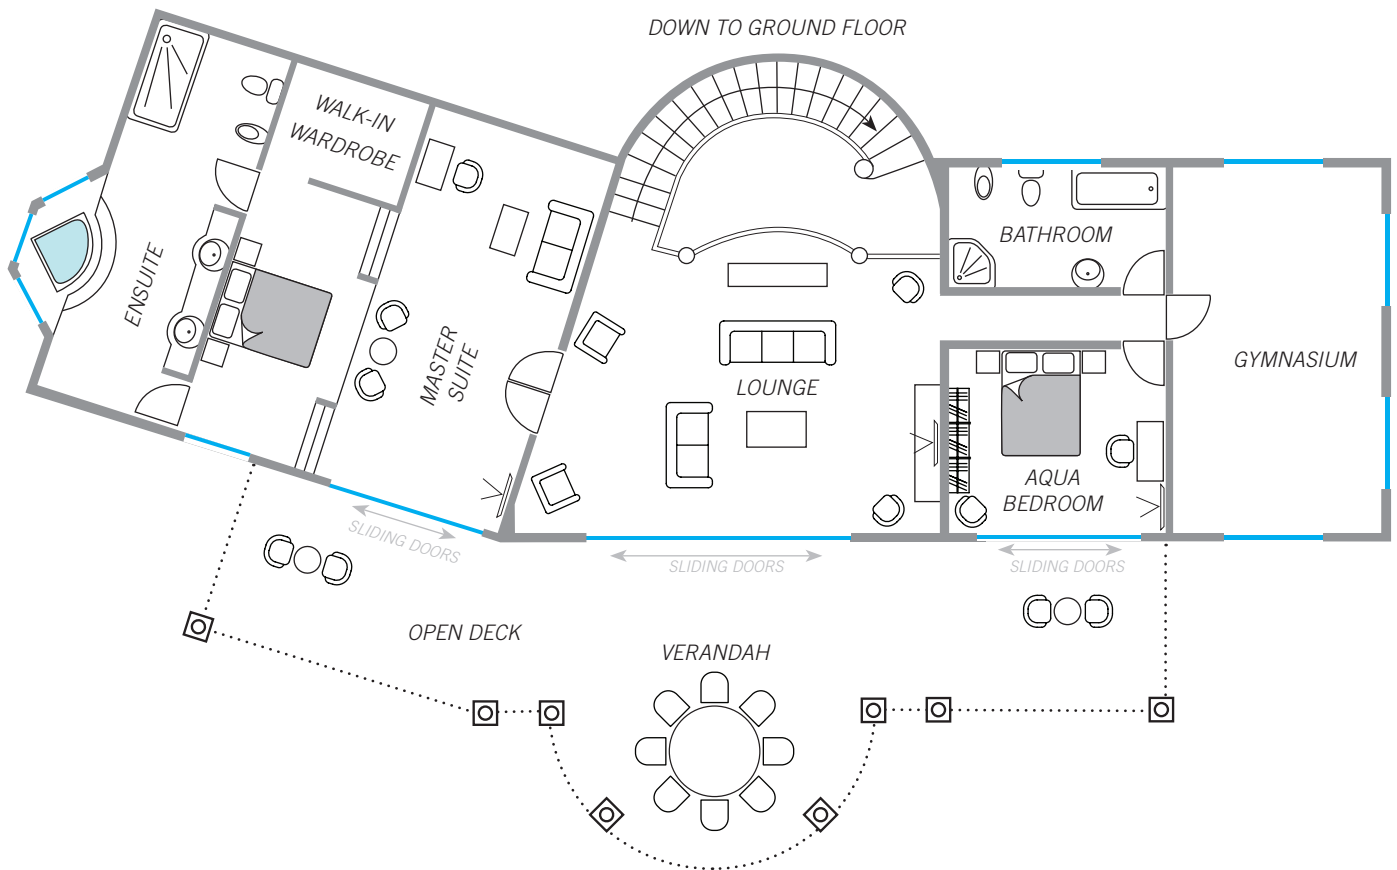 DOWN TO GROUND FLOOR
WALK-IN
WARDROBE
ENSUITE
MASTER
SUITE
BATHROOM
LOUNGE
GYMNASIUM
AQUA
BEDROOM
SLIDING DOORS
SLIDING DOORS
SLIDING DOORS
OPEN DECK
VERANDAH